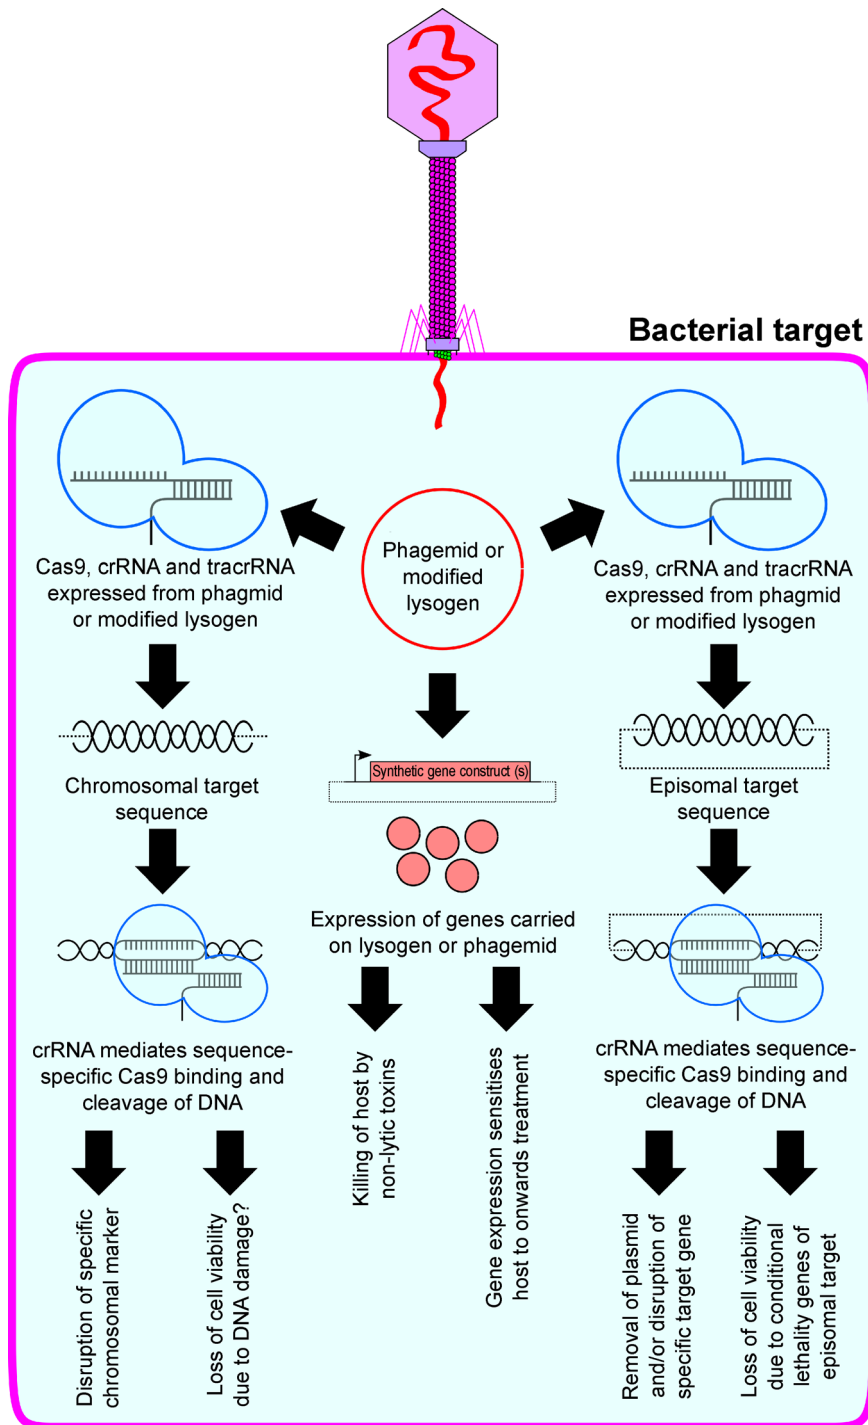 Bacterial target
Cas9, crRNA and tracrRNA
expressed from phagmid
or modified lysogen
Phagemid or
modified
lysogen
Cas9, crRNA and tracrRNA
expressed from phagmid
or modified lysogen
Chromosomal target
sequence
Synthetic gene construct (s)
Episomal target
sequence
Expression of genes carried
on lysogen or phagemid
crRNA mediates sequence-
specific Cas9 binding and
cleavage of DNA
Killing of host by
non-lytic toxins
Gene expression sensitises
host to onwards treatment
crRNA mediates sequence-
specific Cas9 binding and
cleavage of DNA
Disruption of specific
chromosomal marker
Loss of cell viability
due to DNA damage?
Removal of plasmid
and/or disruption of
specific target gene
Loss of cell viability
due to conditional
lethality genes of
episomal target